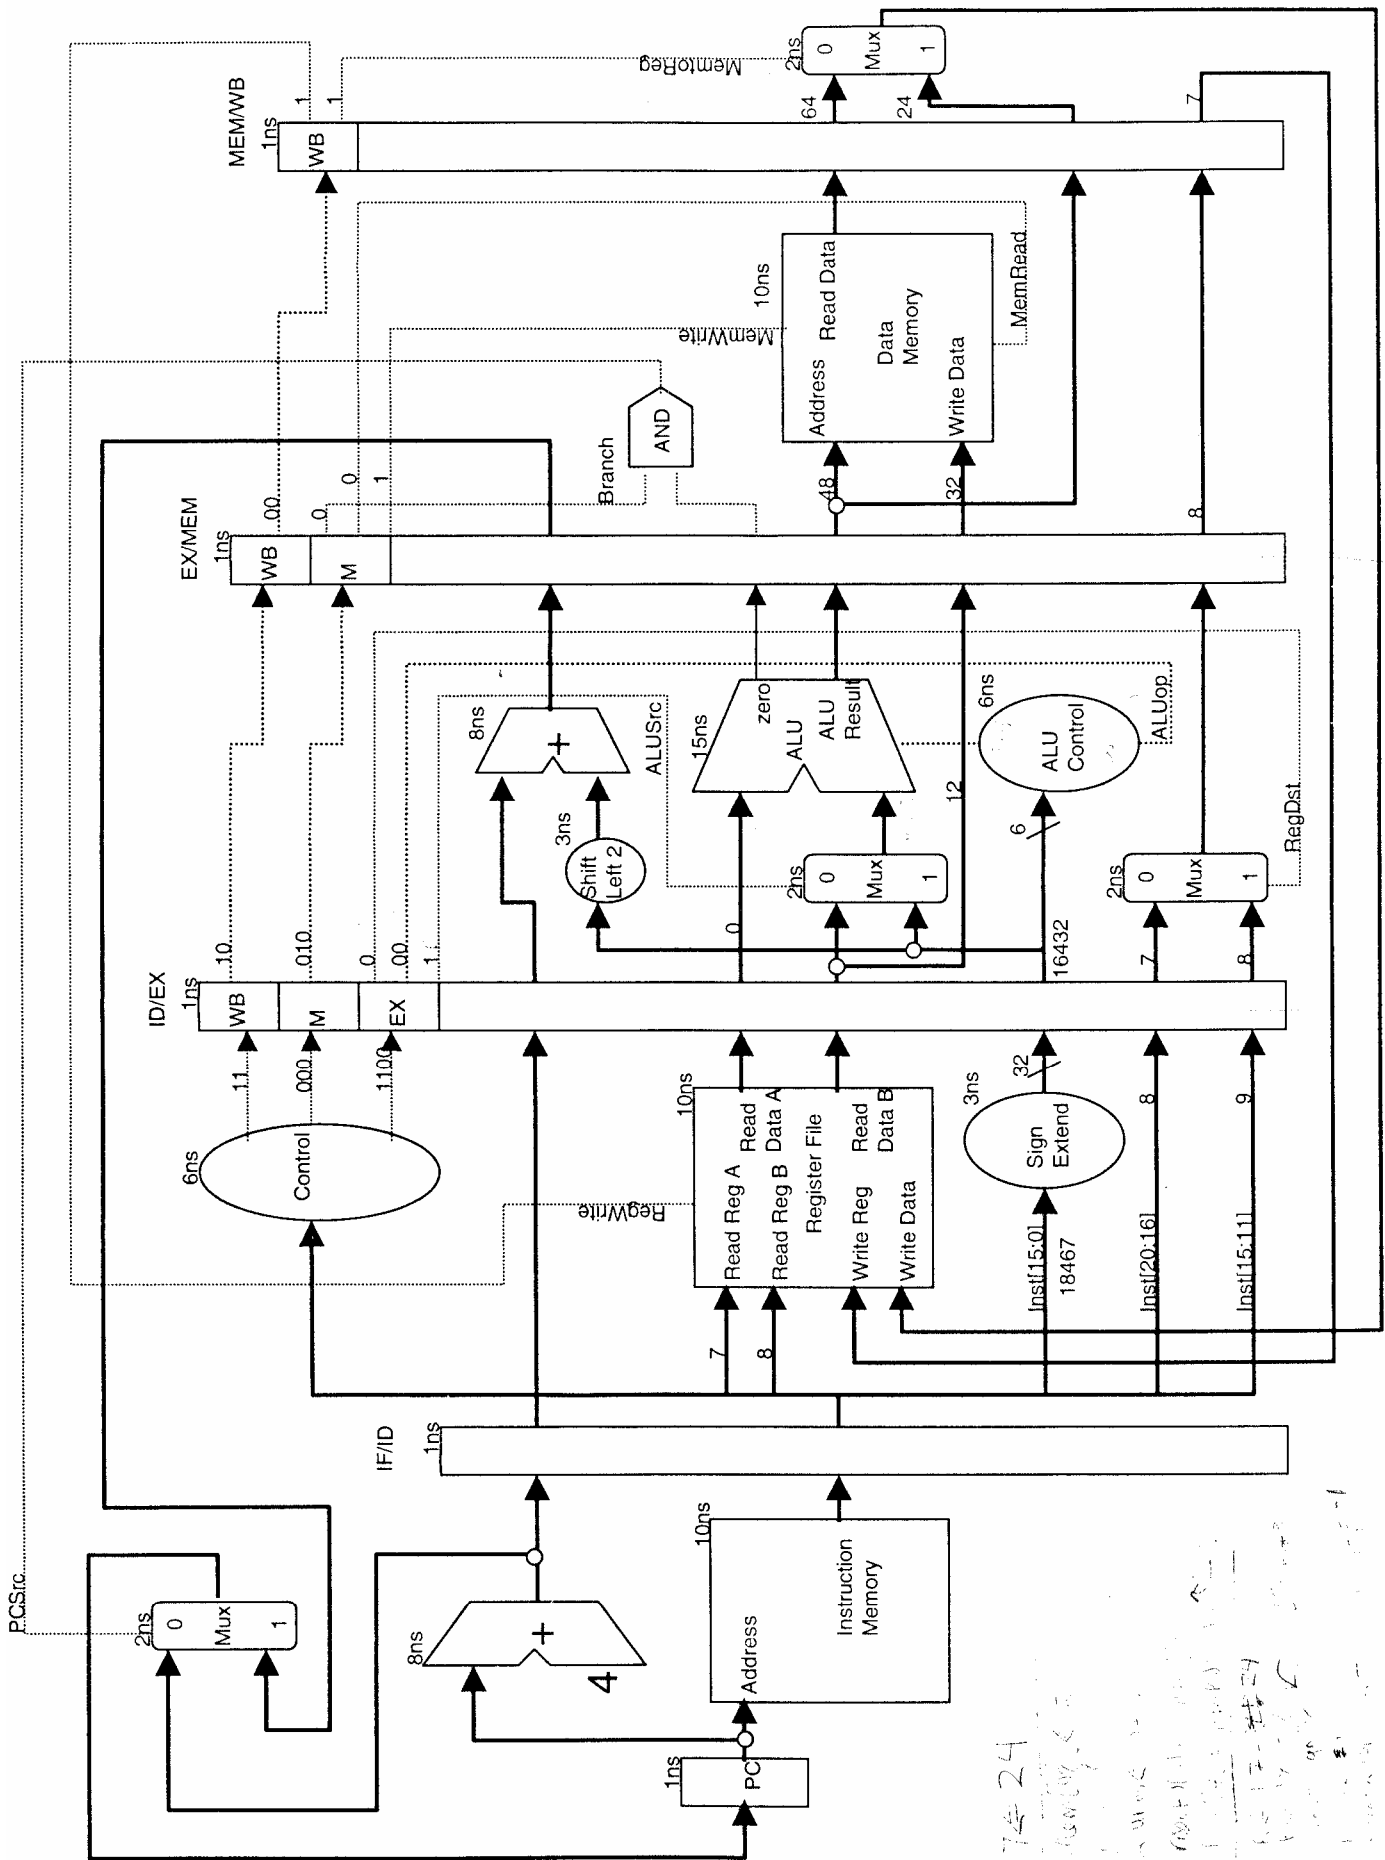 PCSrc
2ns
0
Mux
1
8ns
+
4
1ns
PC
10ns
Address
Instruction
Memory
IF/ID
1ns
6ns
Control
11
000
1100
RegWrite
7
8
10ns
Read Reg A
Read Reg B
Register File
Write Reg
Write Data
Read
Data A
Read
Data B
Inst[15:0]
18467
3ns
Sign
Extend
32
Inst[20:16]
8
Inst[15:11]
9
ID/EX
1ns
WB
M
EX
10
010
0
00
1
8ns
+
3ns
Shift
Left 2
ALUSrc
0
15ns
ALU
zero
ALU
Result
2ns
0
Mux
1
12
16432
6
6ns
ALU
Control
ALUop
7
8
2ns
0
Mux
1
RegDst
EX/MEM
1ns
WB
M
00
0
0
1
Branch
AND
MemWrite
48
32
8
10ns
Address
Read Data
Data
Memory
Write Data
MemRead
MEM/WB
1ns
WB
1
1
MemtoReg
64
24
7
2ns
0
Mux
1
24